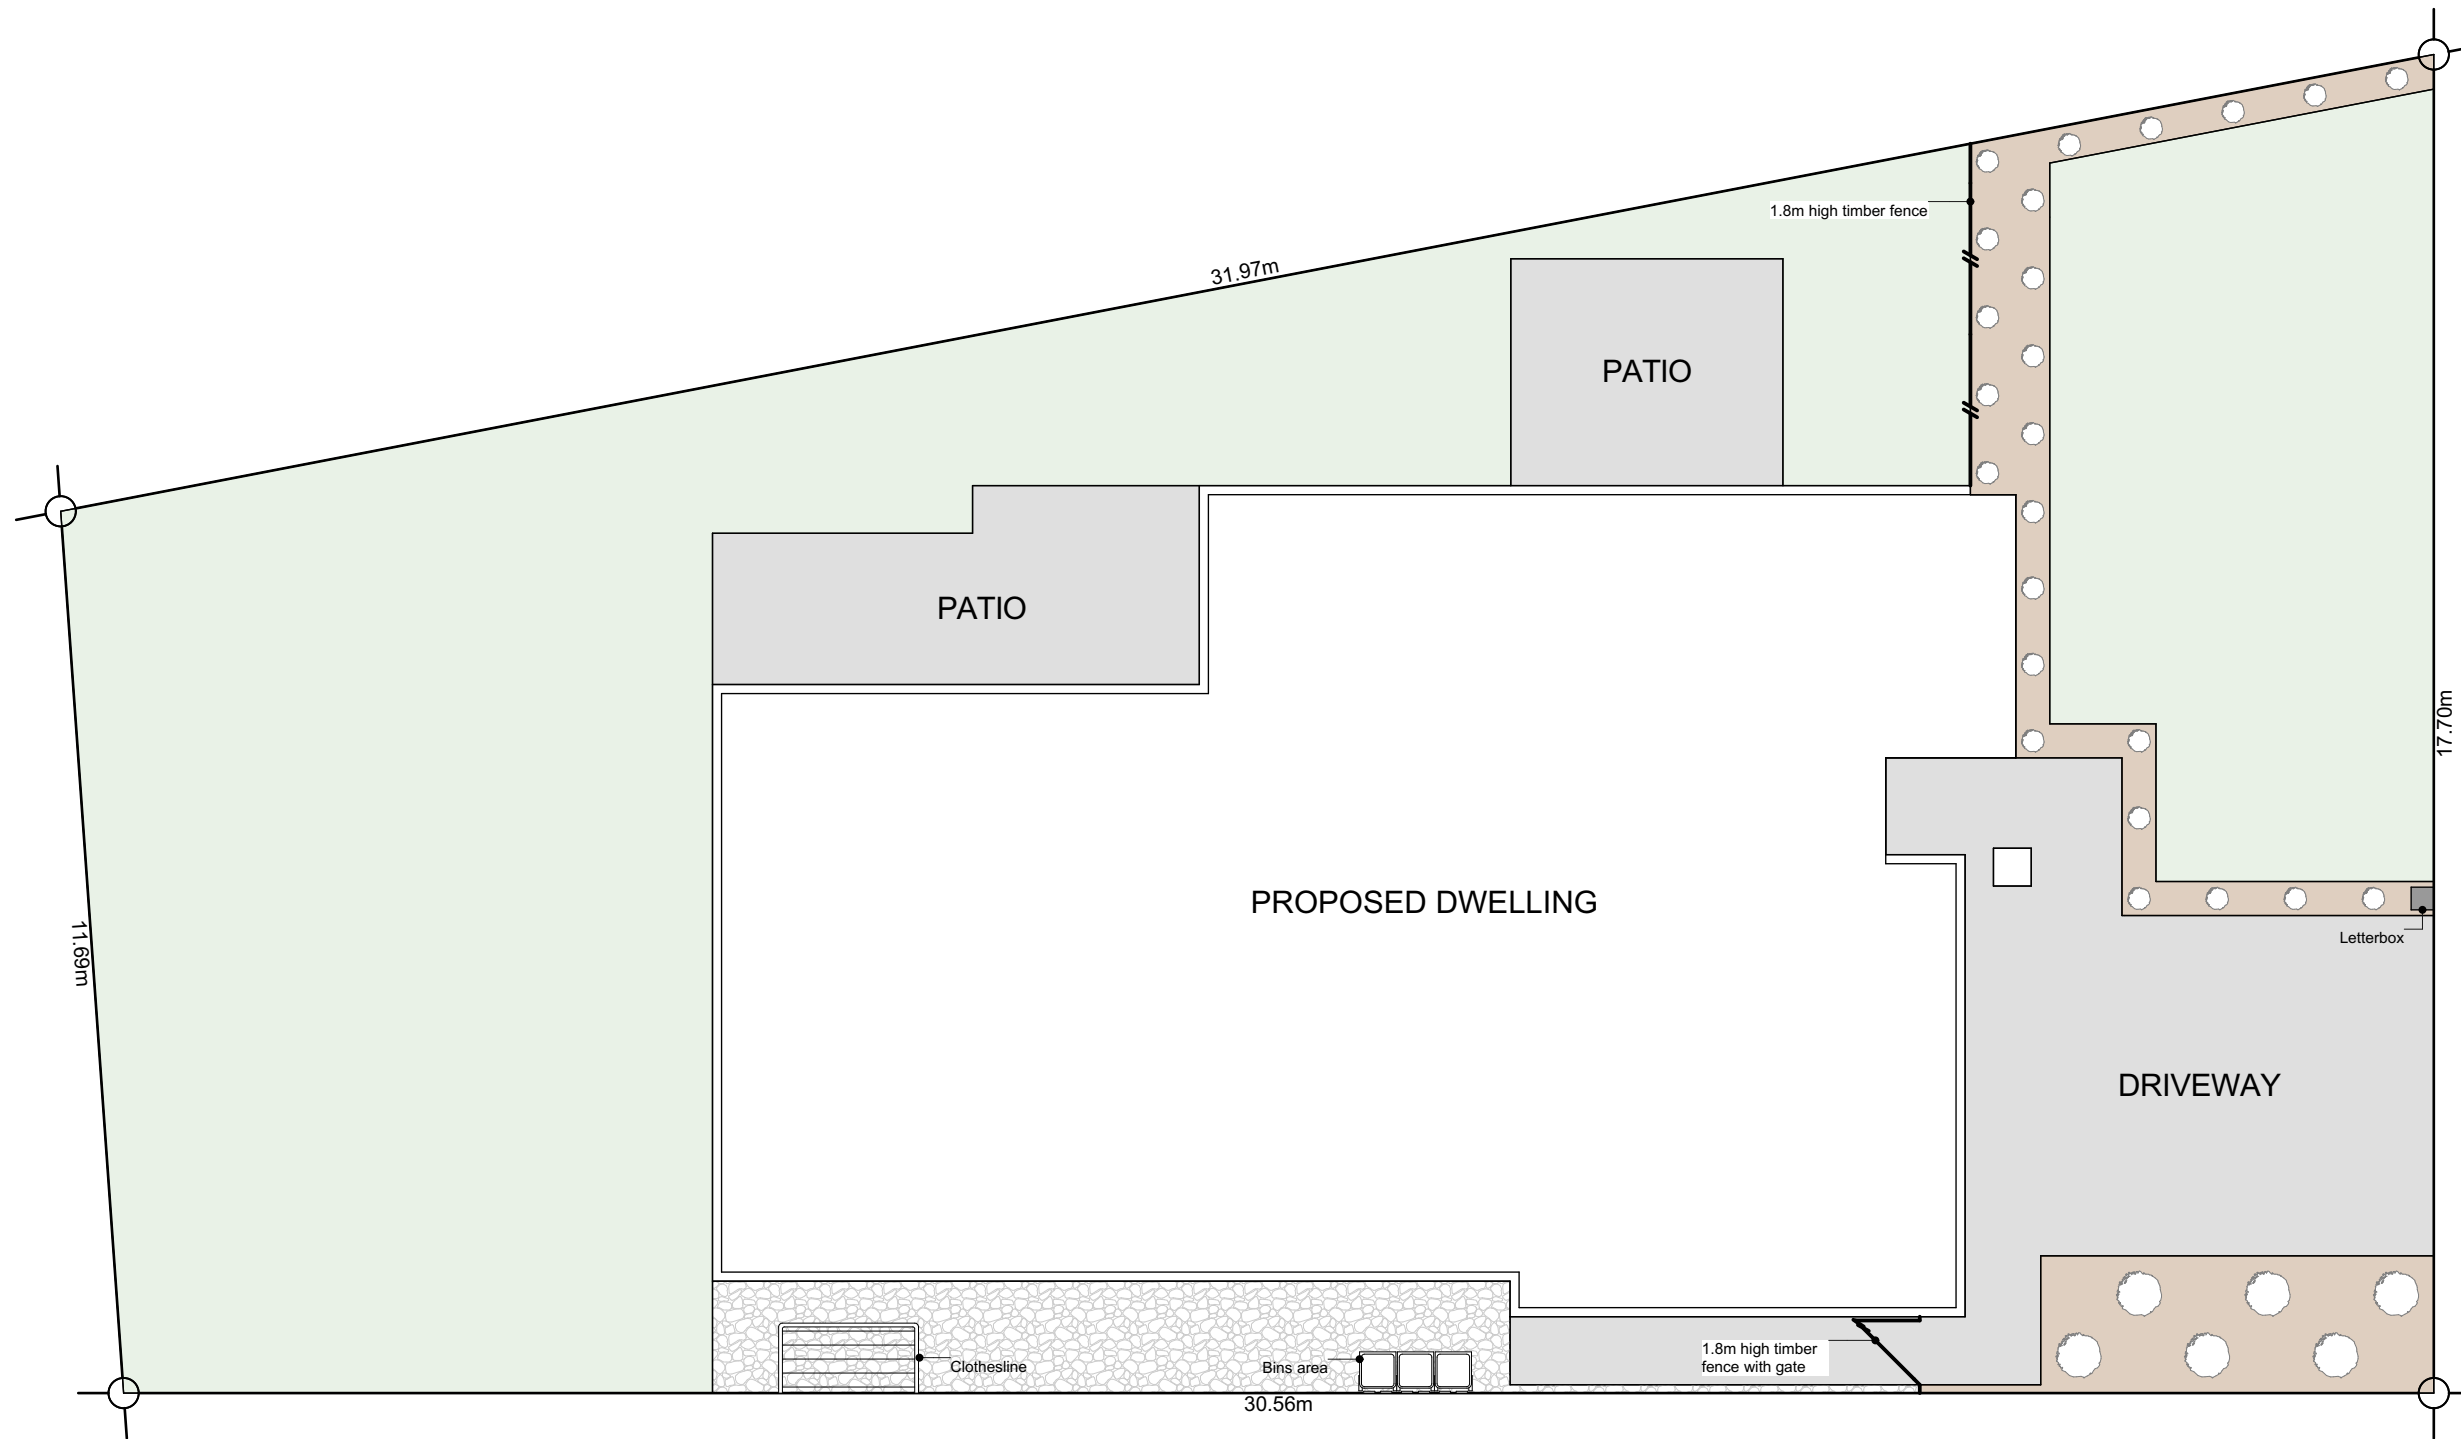 1.8m high timber fence
31.97m
PATIO
PATIO
17.70m
PROPOSED DWELLING
11.69m
Letterbox
DRIVEWAY
1.8m high timber
fence with gate
Clothesline
Bins area
30.56m